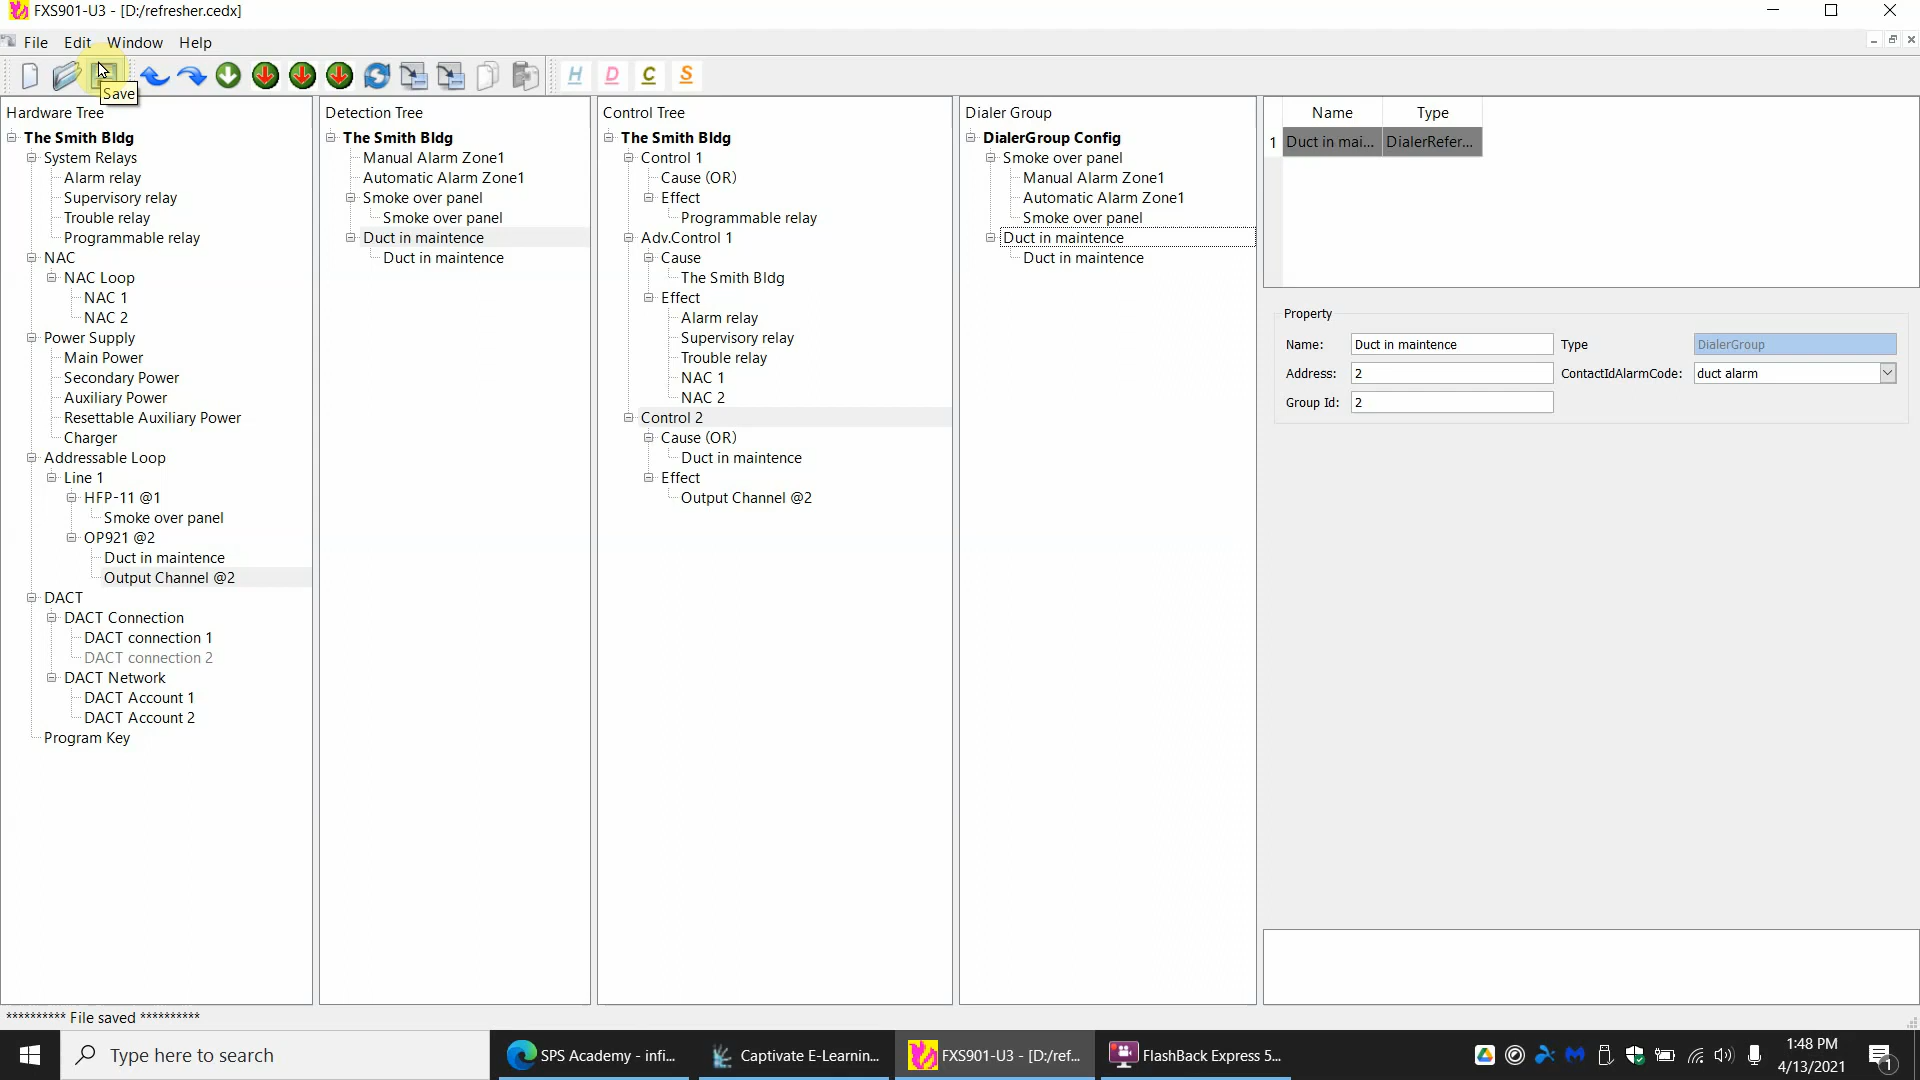 FXS901-U3 - [D:/refresher.cedx]
File Edit Window Help
H D C S
Save
Hardware Tree
The Smith Bldg
System Relays
Alarm relay
Supervisory relay
Trouble relay
Programmable relay
NAC
NAC Loop
NAC 1
NAC 2
Power Supply
Main Power
Secondary Power
Auxiliary Power
Resettable Auxiliary Power
Charger
Addressable Loop
Line 1
HFP-11 @1
Smoke over panel
OP921 @2
Duct in maintence
Output Channel @2
DACT
DACT Connection
DACT connection 1
DACT connection 2
DACT Network
DACT Account 1
DACT Account 2
Program Key
Detection Tree
The Smith Bldg
Manual Alarm Zone1
Automatic Alarm Zone1
Smoke over panel
Smoke over panel
Duct in maintence
Duct in maintence
Control Tree
The Smith Bldg
Control 1
Cause (OR)
Effect
Programmable relay
Adv.Control 1
Cause
The Smith Bldg
Effect
Alarm relay
Supervisory relay
Trouble relay
NAC 1
NAC 2
Control 2
Cause (OR)
Duct in maintence
Effect
Output Channel @2
Dialer Group
DialerGroup Config
Smoke over panel
Manual Alarm Zone1
Automatic Alarm Zone1
Smoke over panel
Duct in maintence
Duct in maintence
Name Type
1 Duct in mai... DialerRefer...
Property
Name: Duct in maintence Type DialerGroup
Address: 2 ContactIdAlarmCode: duct alarm
Group Id: 2
********** File saved **********
Type here to search
SPS Academy - infi...
Captivate E-Learnin...
FXS901-U3 - [D:/ref...
FlashBack Express 5...
1:48 PM
4/13/2021
1